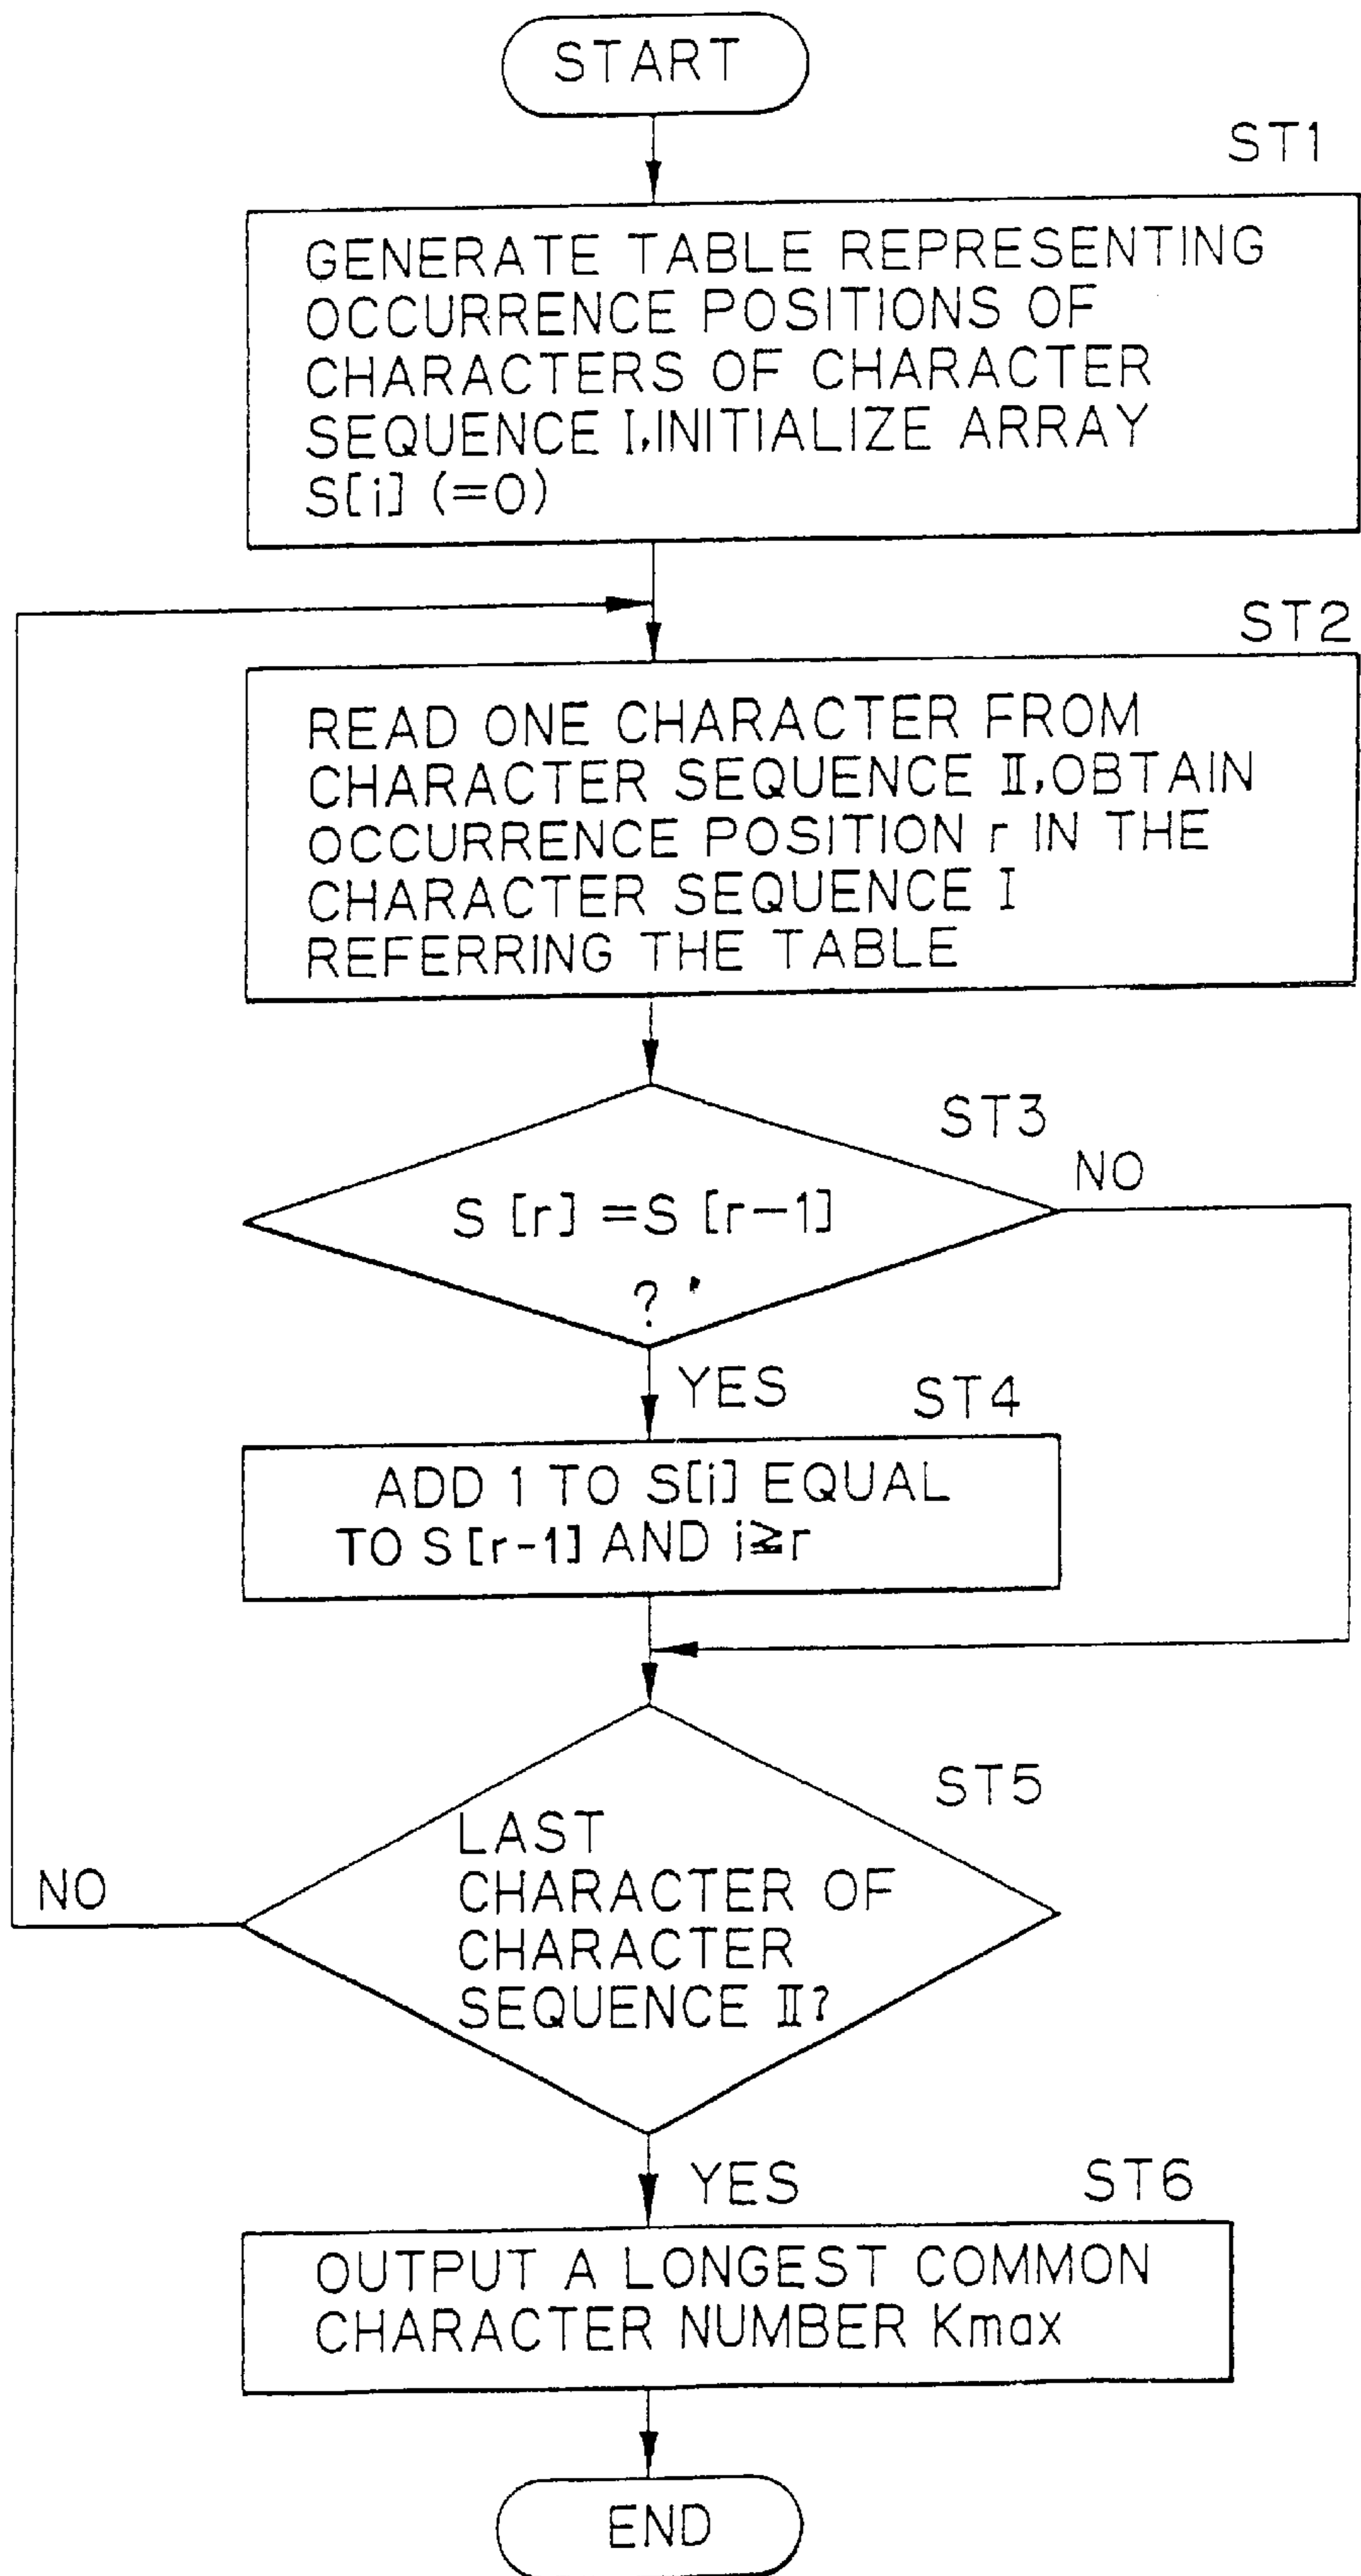 START
ST1
GENERATE TABLE REPRESENTING
OCCURRENCE POSITIONS OF
CHARACTERS OF CHARACTER
SEQUENCE I,INITIALIZE ARRAY
S[i] (=0)
ST2
READ ONE CHARACTER FROM
CHARACTER SEQUENCE II,OBTAIN
OCCURRENCE POSITION r IN THE
CHARACTER SEQUENCE I
REFERRING THE TABLE
ST3
NO
S [r] =S [r-1]
?
YES
ST4
ADD 1 TO S[i] EQUAL
TO S[r-1] AND i≧r
ST5
LAST
NO
CHARACTER OF
CHARACTER
SEQUENCE II?
YES
ST6
OUTPUT A LONGEST COMMON
CHARACTER NUMBER Kmax
END